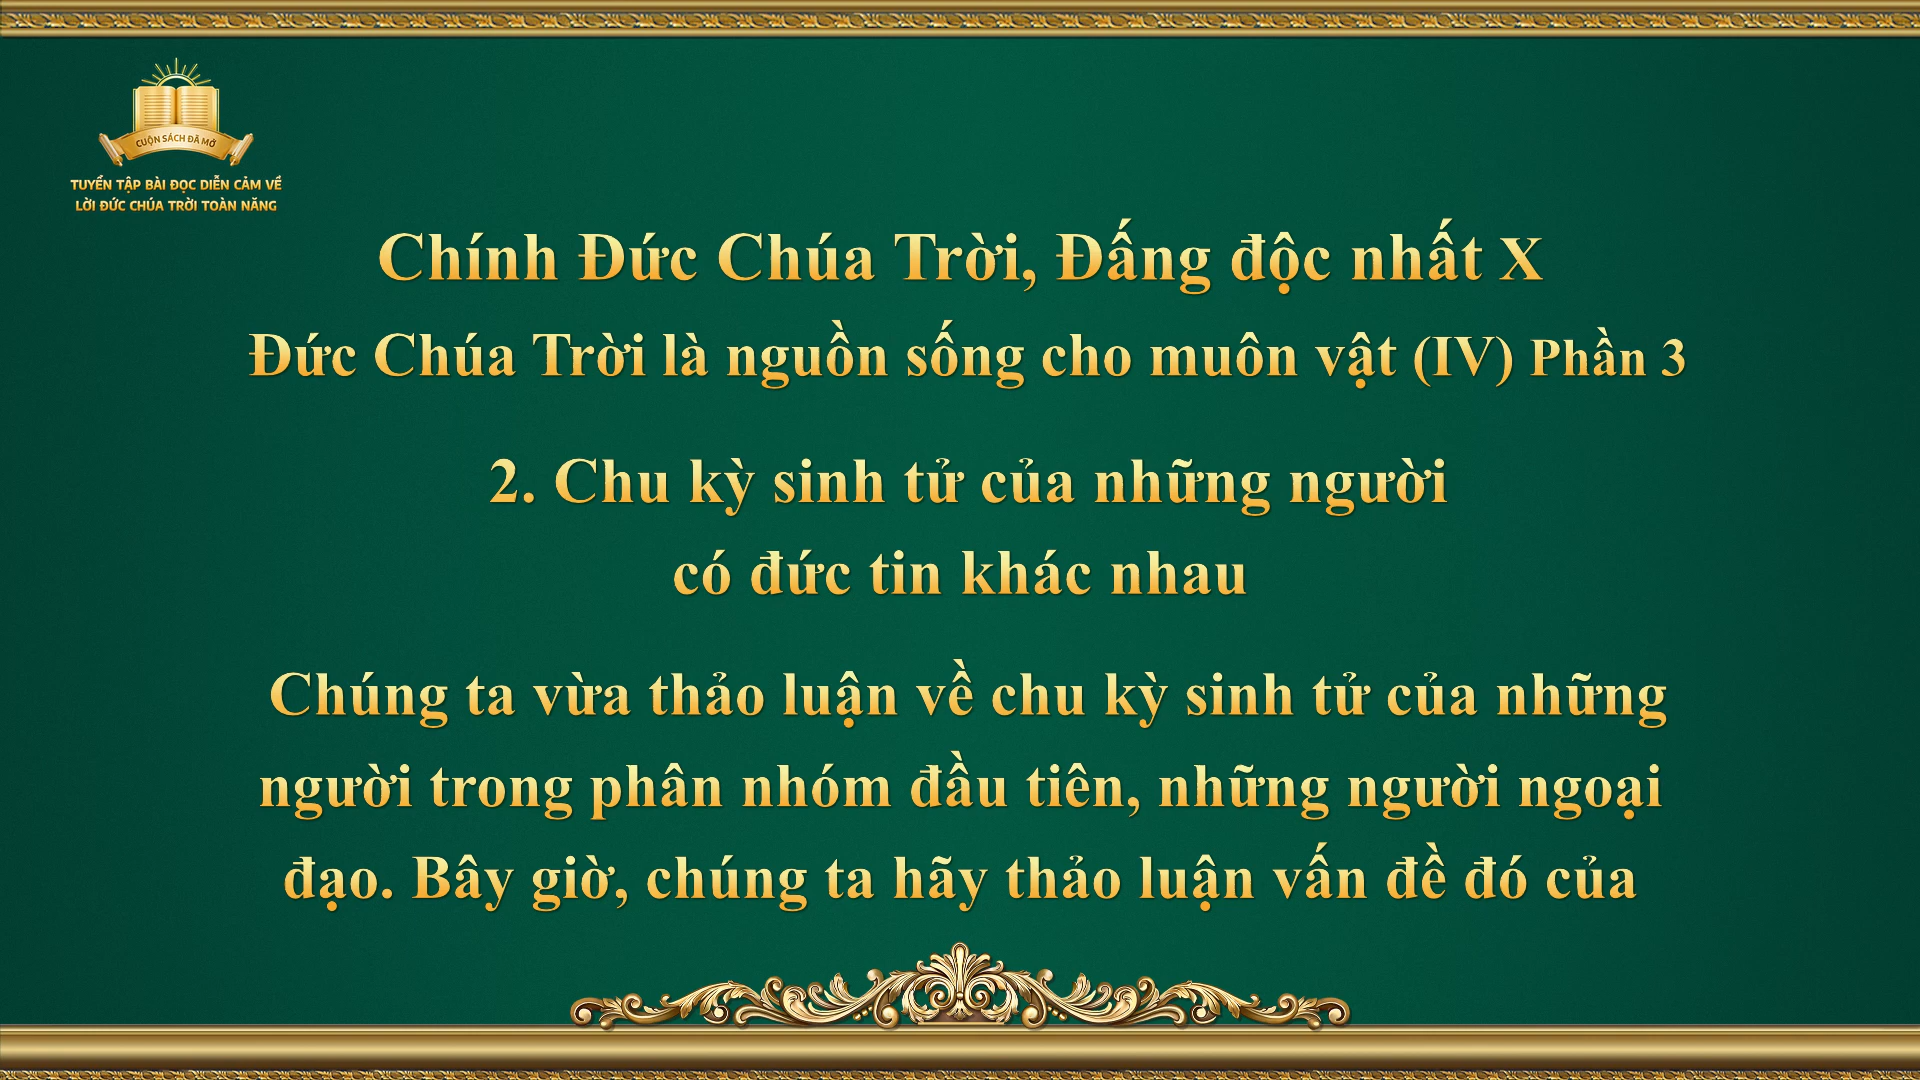 CUỘN SÁCH ĐÃ MỞ
TUYỂN TẬP BÀI ĐỌC DIỄN CẢM VỀ
LỜI ĐỨC CHÚA TRỜI TOÀN NĂNG
Chính Đức Chúa Trời, Đấng độc nhất X
Đức Chúa Trời là nguồn sống cho muôn vật (IV) Phần 3
2. Chu kỳ sinh tử của những người
có đức tin khác nhau
Chúng ta vừa thảo luận về chu kỳ sinh tử của những
người trong phân nhóm đầu tiên, những người ngoại
đạo. Bây giờ, chúng ta hãy thảo luận vấn đề đó của